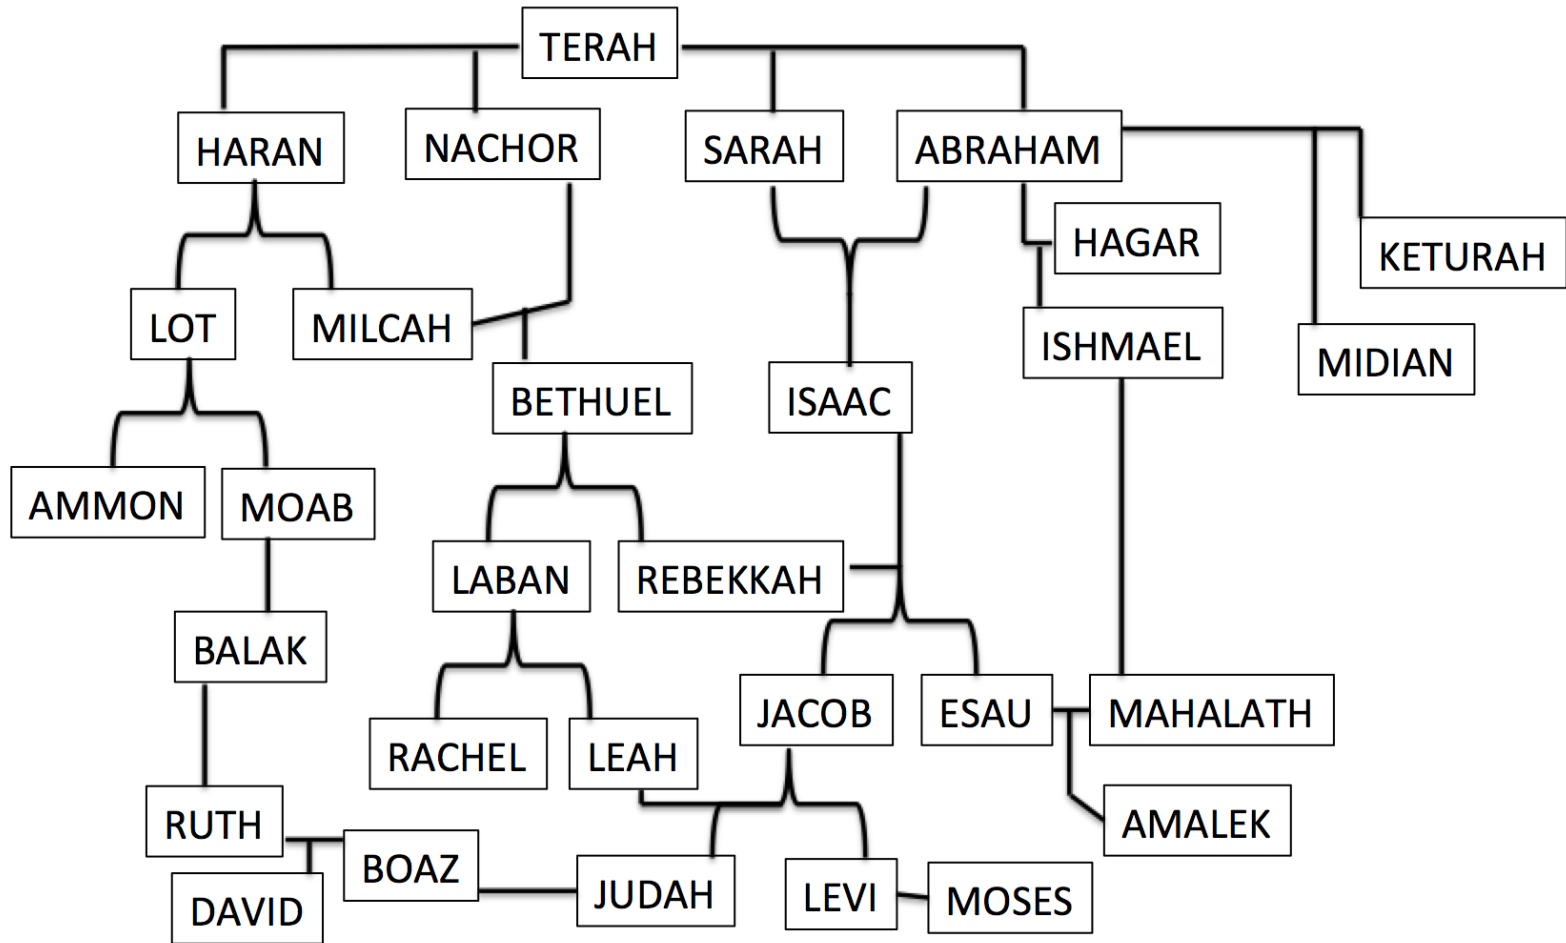 TERAH
HARAN
NACHOR
SARAH
ABRAHAM
HAGAR
KETURAH
LOT
MILCAH
ISHMAEL
MIDIAN
BETHUEL
ISAAC
AMMON
MOAB
LABAN
REBEKKAH
BALAK
RACHEL
LEAH
JACOB
ESAU
MAHALATH
RUTH
AMALEK
BOAZ
DAVID
JUDAH
LEVI
MOSES